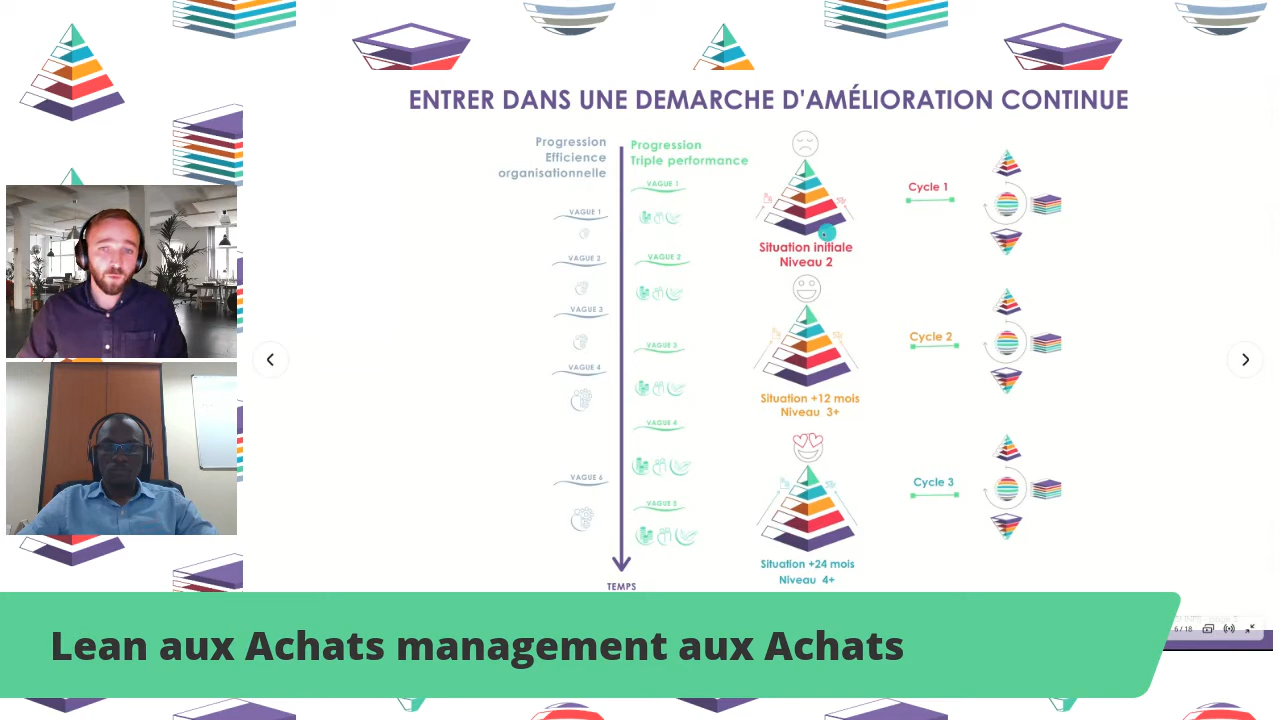 ENTRER DANS UNE DEMARCHE D'AMÉLIORATION CONTINUE
Progression
Efficience
organisationnelle
VAGUE 1
VAGUE 2
VAGUE 3
VAGUE 4
VAGUE 6
Progression
Triple performance
VAGUE 1
VAGUE 2
VAGUE 3
VAGUE 4
VAGUE 5
TEMPS
Situation initiale
Niveau 2
Situation +12 mois
Niveau 3+
Situation +24 mois
Niveau 4+
Cycle 1
Cycle 2
Cycle 3
6 / 18
Lean aux Achats management aux Achats